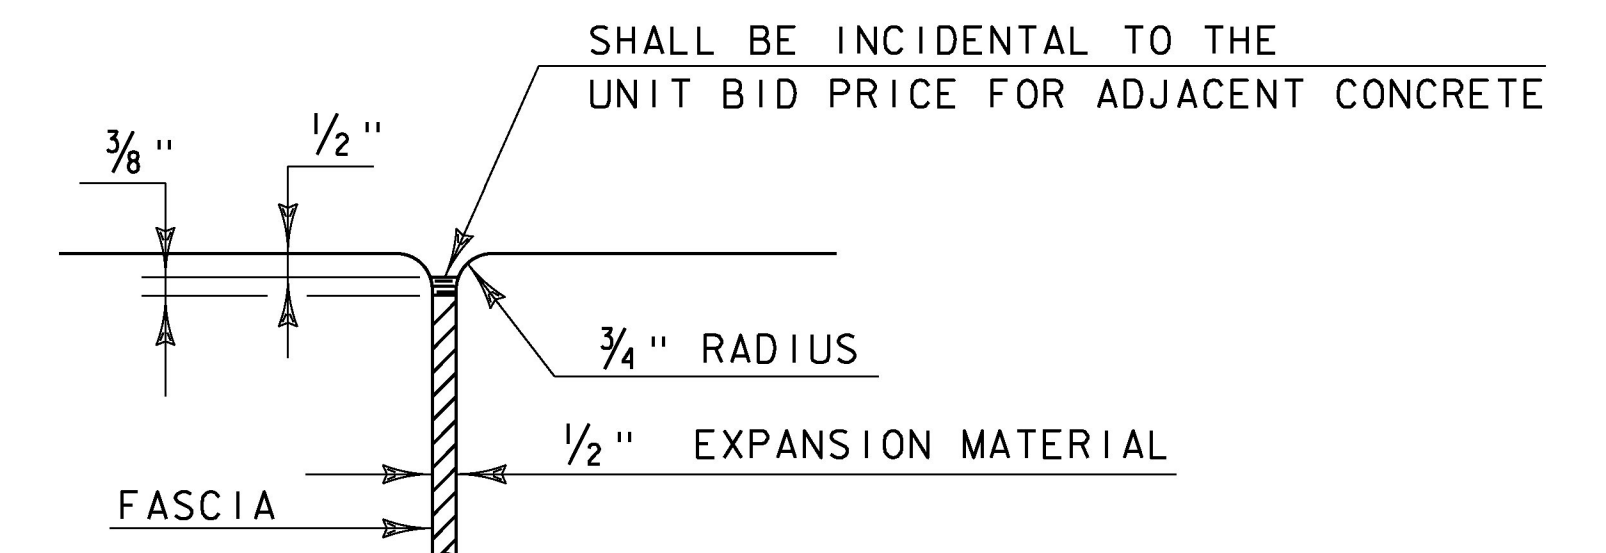 SHALL BE INCIDENTAL TO THE
UNIT BID PRICE FOR ADJACENT CONCRETE
3/8"
1/2"
3/4" RADIUS
1/2" EXPANSION MATERIAL
FASCIA